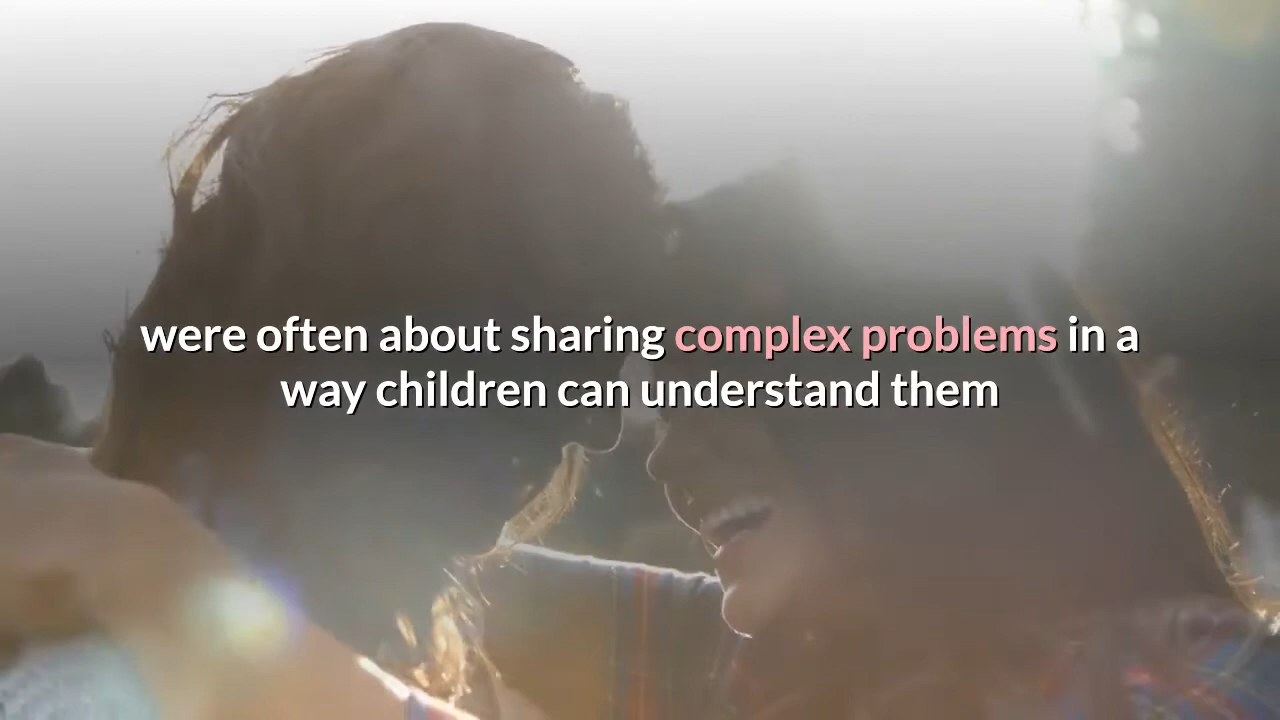 were often about sharing complex problems in a
way children can understand them